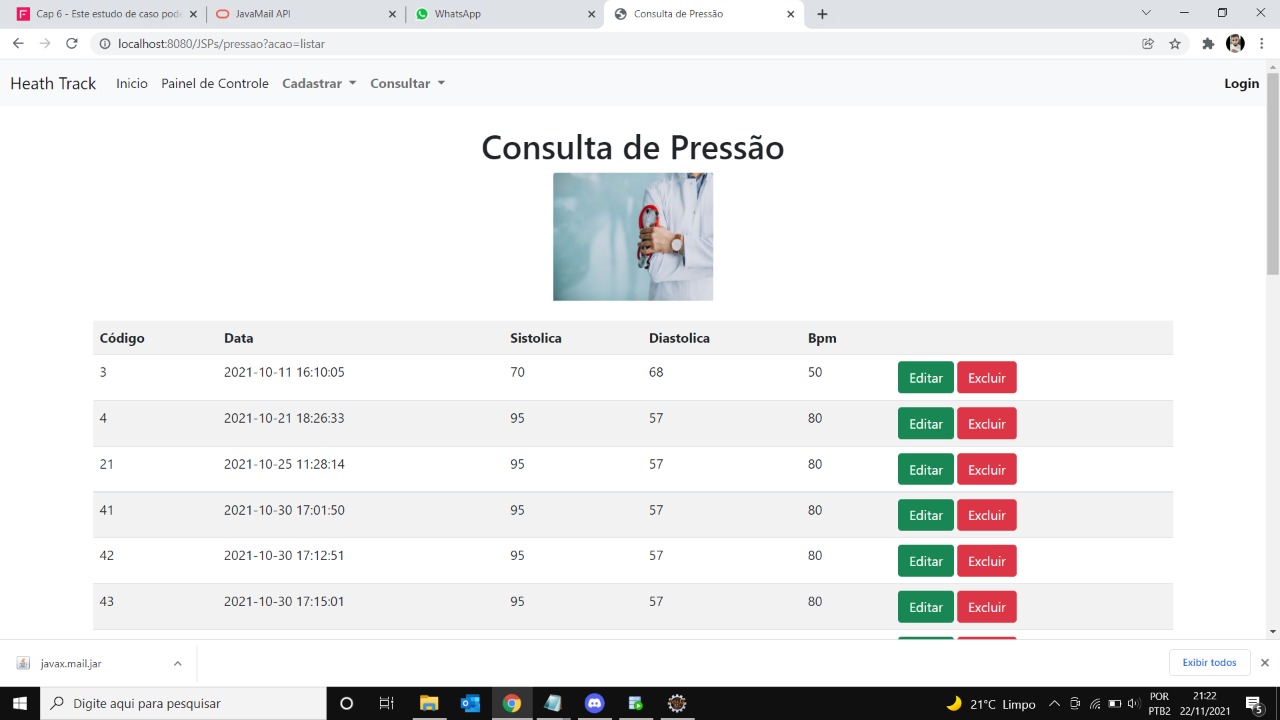 Cap 6 - Este estudo de caso pod
JavaMail API
WhatsApp
Consulta de Pressão
localhost:8080/JSPs/pressao?acao=listar
Heath Track Inicio Painel de Controle Cadastrar Consultar Login
Consulta de Pressão
Código Data Sistolica Diastolica Bpm
3 2021-10-11 16:10:05 70 68 50 Editar Excluir
4 2021-10-21 18:26:33 95 57 80 Editar Excluir
21 2021-10-25 11:28:14 95 57 80 Editar Excluir
41 2021-10-30 17:01:50 95 57 80 Editar Excluir
42 2021-10-30 17:12:51 95 57 80 Editar Excluir
43 2021-10-30 17:15:01 95 57 80 Editar Excluir
javax.mail.jar Exibir todos
Digite aqui para pesquisar
21°C Limpo
POR
PTB2
21:22
22/11/2021
5